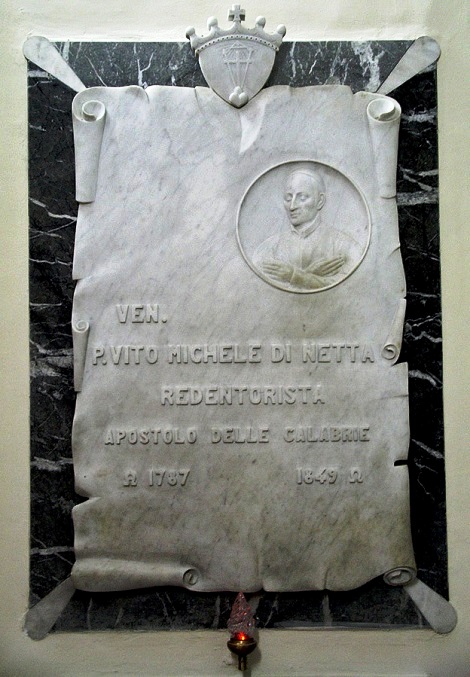 VEN.
P. VITO MICHELE DI NETTA
REDENTORISTA
APOSTOLO DELLE CALABRIE
Ω 1787 1849 Ω